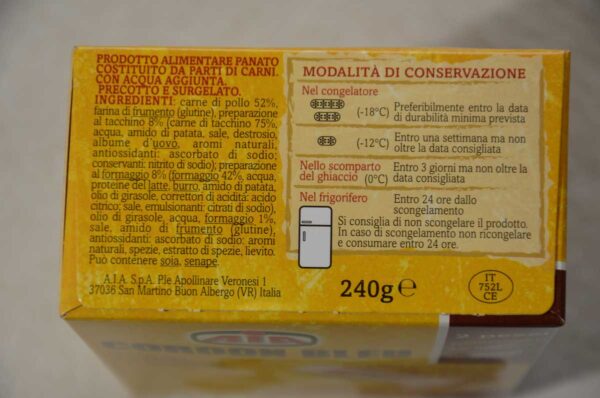 PRODOTTO ALIMENTARE PANATO
COSTITUITO DA PARTI DI CARNI.
CON ACQUA AGGIUNTA.
PRECOTTO E SURGELATO.
INGREDIENTI: carne di pollo 52%,
farina di frumento (glutine), preparazione
al tacchino 8% (carne di tacchino 75%,
acqua, amido di patata, sale, destrosio,
albume d'uovo, aromi naturali,
antiossidanti: ascorbato di sodio;
conservanti: nitrito di sodio), preparazione
al formaggio 8% (formaggio 42%, acqua,
proteine del latte, burro, amido di patata,
olio di girasole, correttori di acidità: acido
citrico; sale, emulsionanti: citrati di sodio),
olio di girasole, acqua, formaggio 1%,
sale, amido di frumento (glutine),
antiossidanti: ascorbato di sodio; aromi
naturali, spezie, estratto di spezie, lievito.
Può contenere soia, senape.
A.I.A. S.p.A. P.le Apollinare Veronesi 1
37036 San Martino Buon Albergo (VR) Italia
MODALITÀ DI CONSERVAZIONE
Nel congelatore
(-18°C) Preferibilmente entro la data
di durabilità minima prevista
(-12°C) Entro una settimana ma non oltre
la data consigliata
Nello scomparto
del ghiaccio (0°C) Entro 3 giorni ma non oltre la
data consigliata
Nel frigorifero Entro 24 ore dallo
scongelamento
Si consiglia di non scongelare il prodotto.
In caso di scongelamento non ricongelare
e consumare entro 24 ore.
240g e
IT
752L
CE
AIA
CORDON BLEU